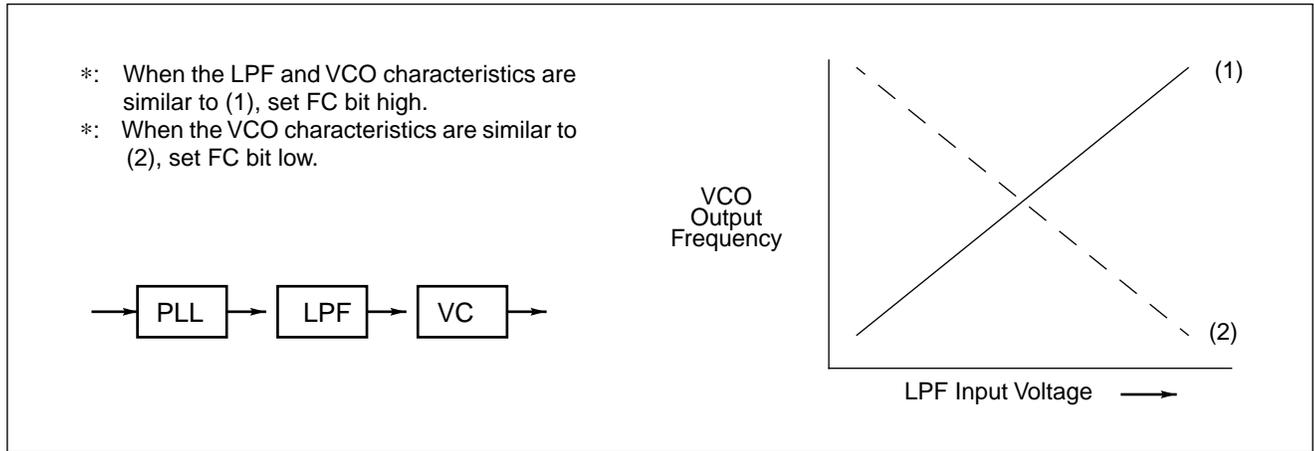 ∗: When the LPF and VCO characteristics are
similar to (1), set FC bit high.
∗: When the VCO characteristics are similar to
(2), set FC bit low.
PLL
LPF
VC
VCO
Output
Frequency
(1)
(2)
LPF Input Voltage